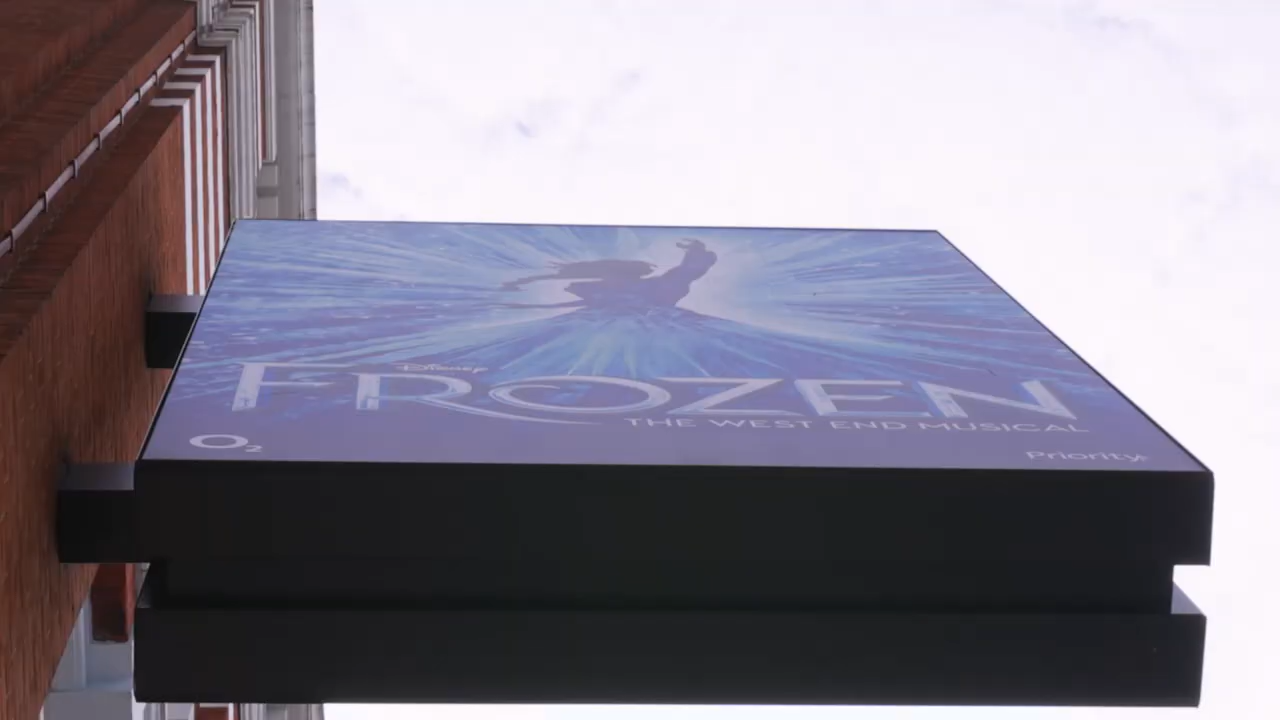 Disney
FROZEN
THE WEST END MUSICAL
O2
Priority